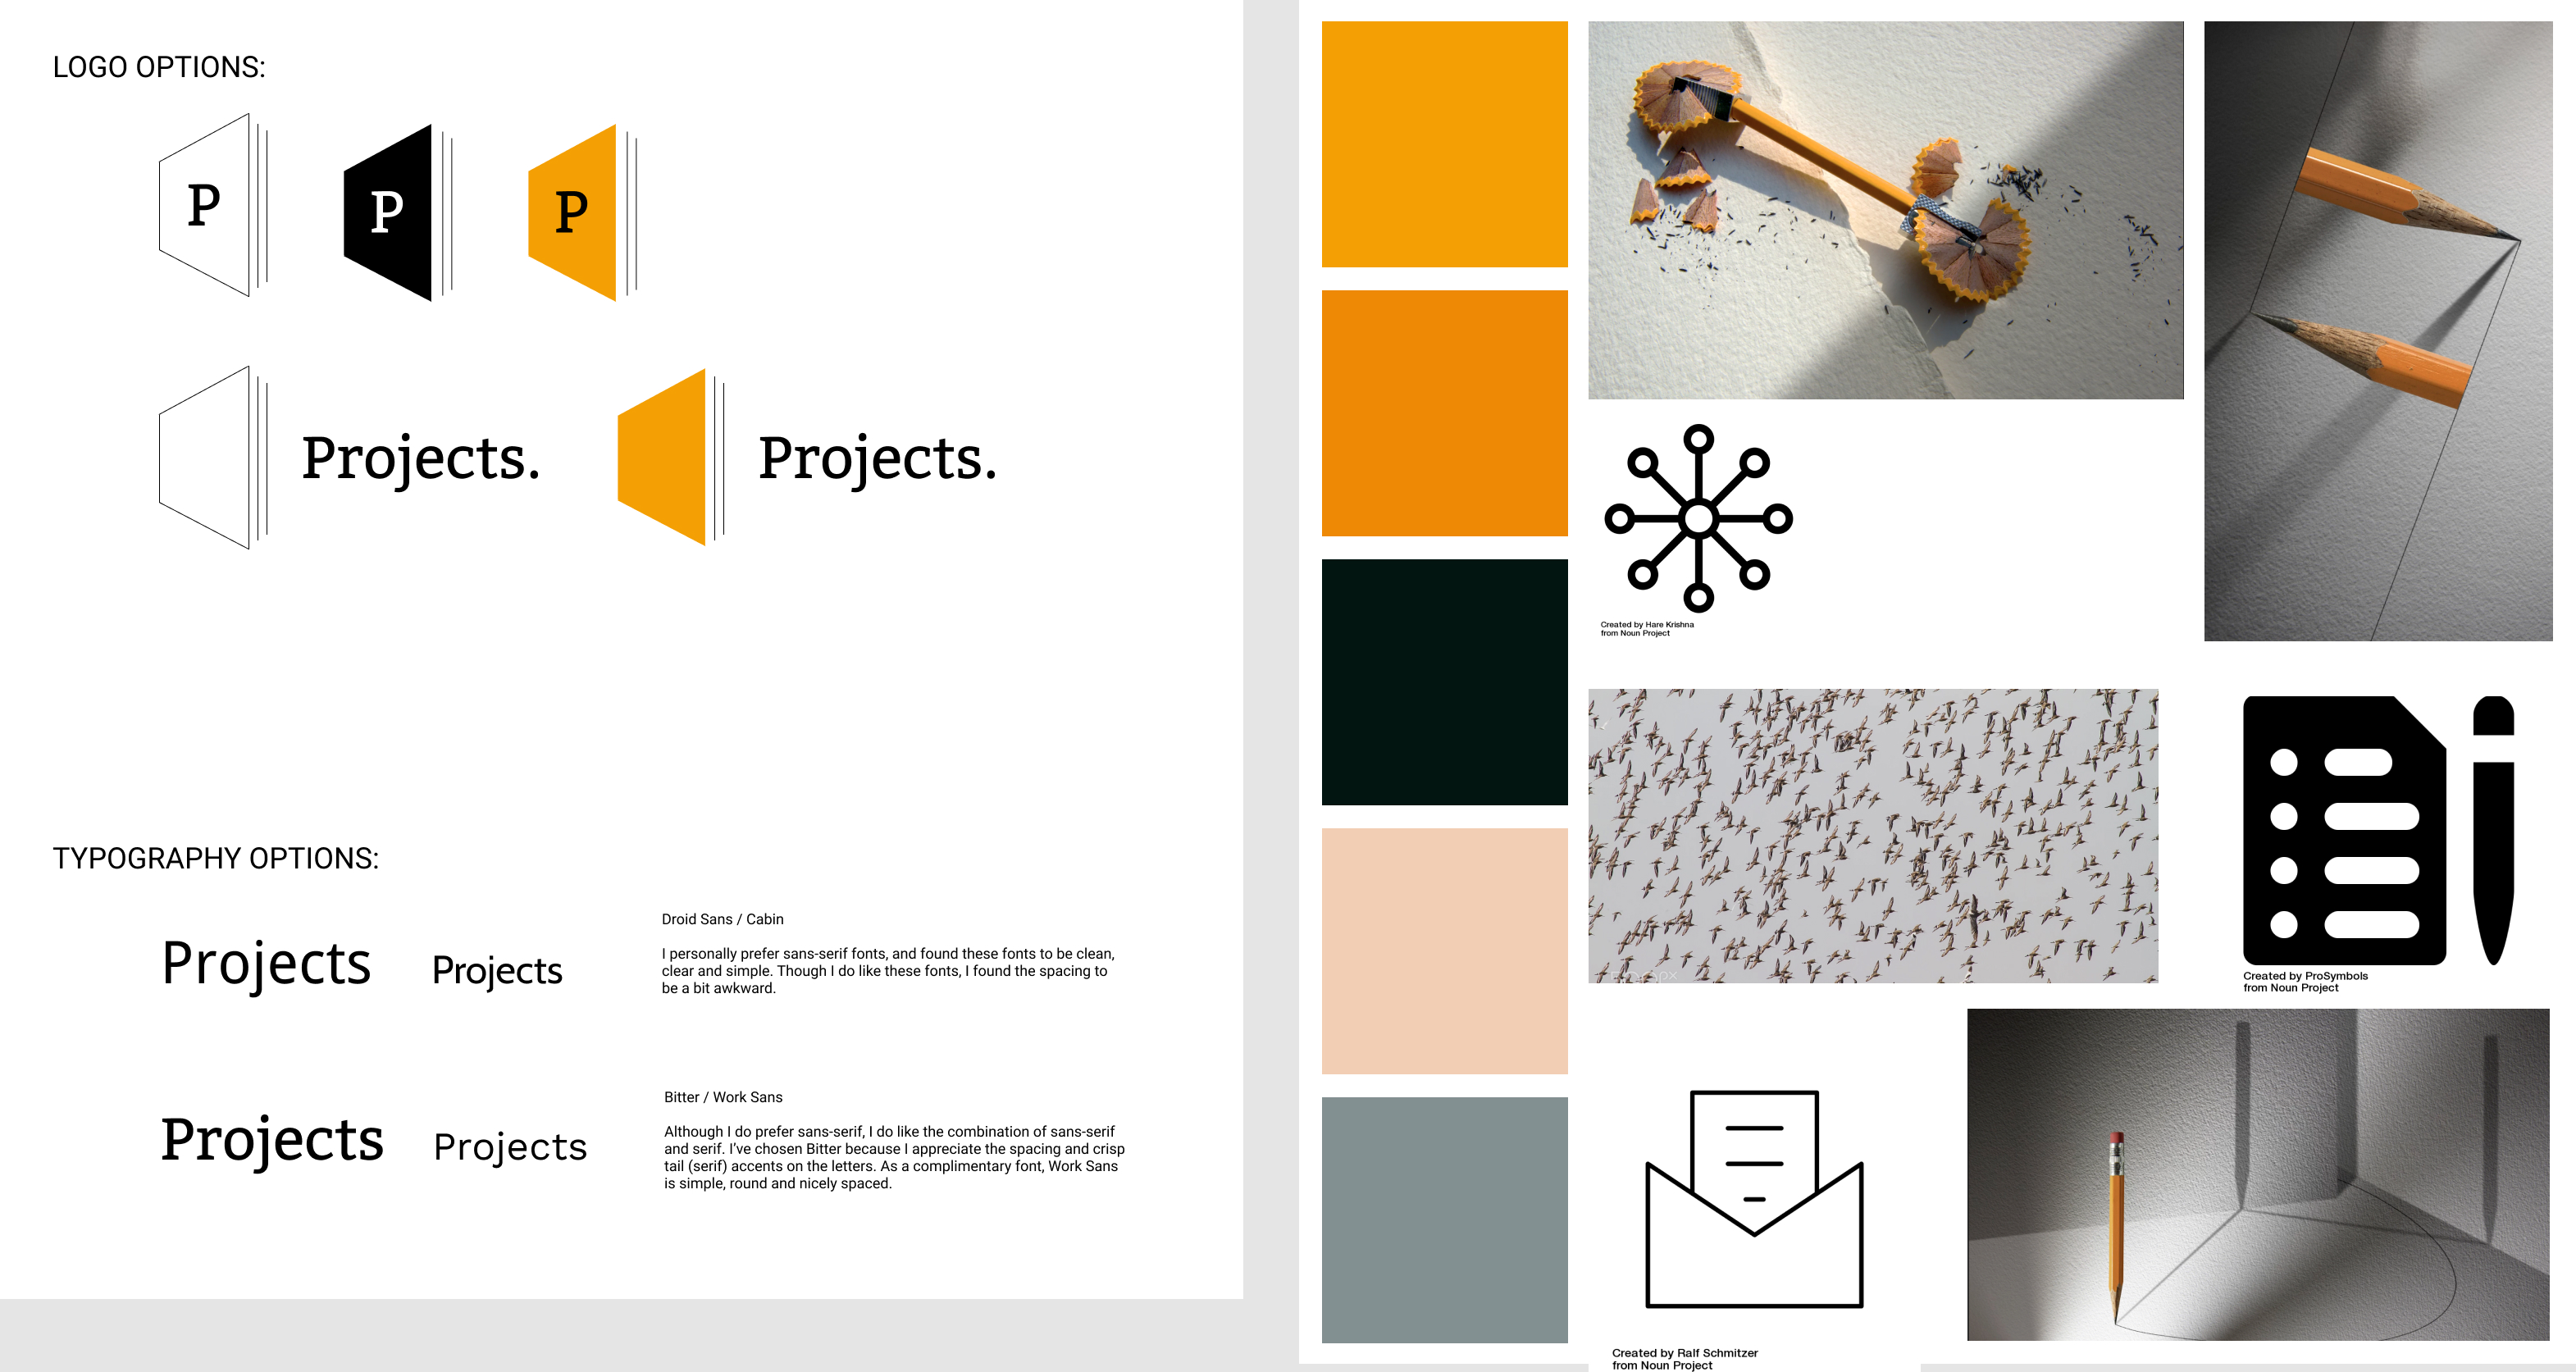 LOGO OPTIONS:
P
P
P
Projects.
Projects.
TYPOGRAPHY OPTIONS:
Projects
Projects
Droid Sans / Cabin
I personally prefer sans-serif fonts, and found these fonts to be clean,
clear and simple. Though I do like these fonts, I found the spacing to
be a bit awkward.
Projects
Projects
Bitter / Work Sans
Although I do prefer sans-serif, I do like the combination of sans-serif
and serif. I’ve chosen Bitter because I appreciate the spacing and crisp
tail (serif) accents on the letters. As a complimentary font, Work Sans
is simple, round and nicely spaced.
Created by Hare Krishna
from Noun Project
Created by ProSymbols
from Noun Project
Created by Ralf Schmitzer
from Noun Project